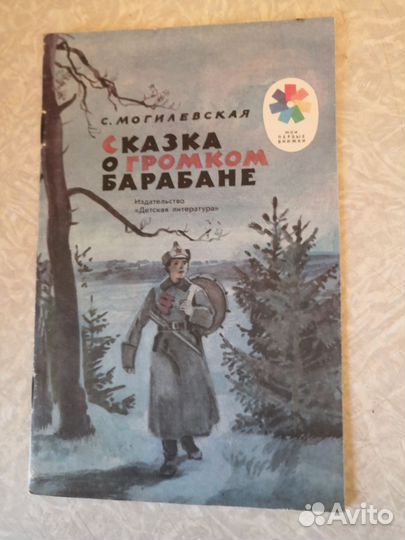 С. МОГИЛЕВСКАЯ
МОИ
ПЕРВЫЕ
КНИЖКИ
СКАЗКА
О ГРОМКОМ
БАРАБАНЕ
Издательство
«Детская литература»
Avito